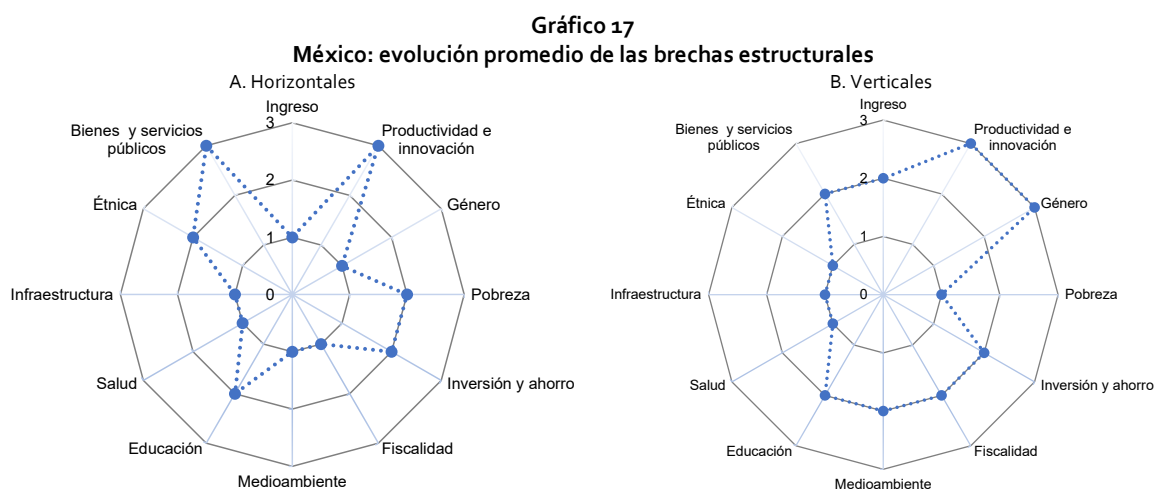 Gráfico 17
México: evolución promedio de las brechas estructurales
A. Horizontales
Ingreso
Productividad e
innovación
Género
Pobreza
Inversión y ahorro
Fiscalidad
Medioambiente
Educación
Salud
Infraestructura
Étnica
Bienes y servicios
públicos
3
2
1
0
B. Verticales
Ingreso
Productividad e
innovación
Género
Pobreza
Inversión y ahorro
Fiscalidad
Medioambiente
Educación
Salud
Infraestructura
Étnica
Bienes y servicios
públicos
3
2
1
0